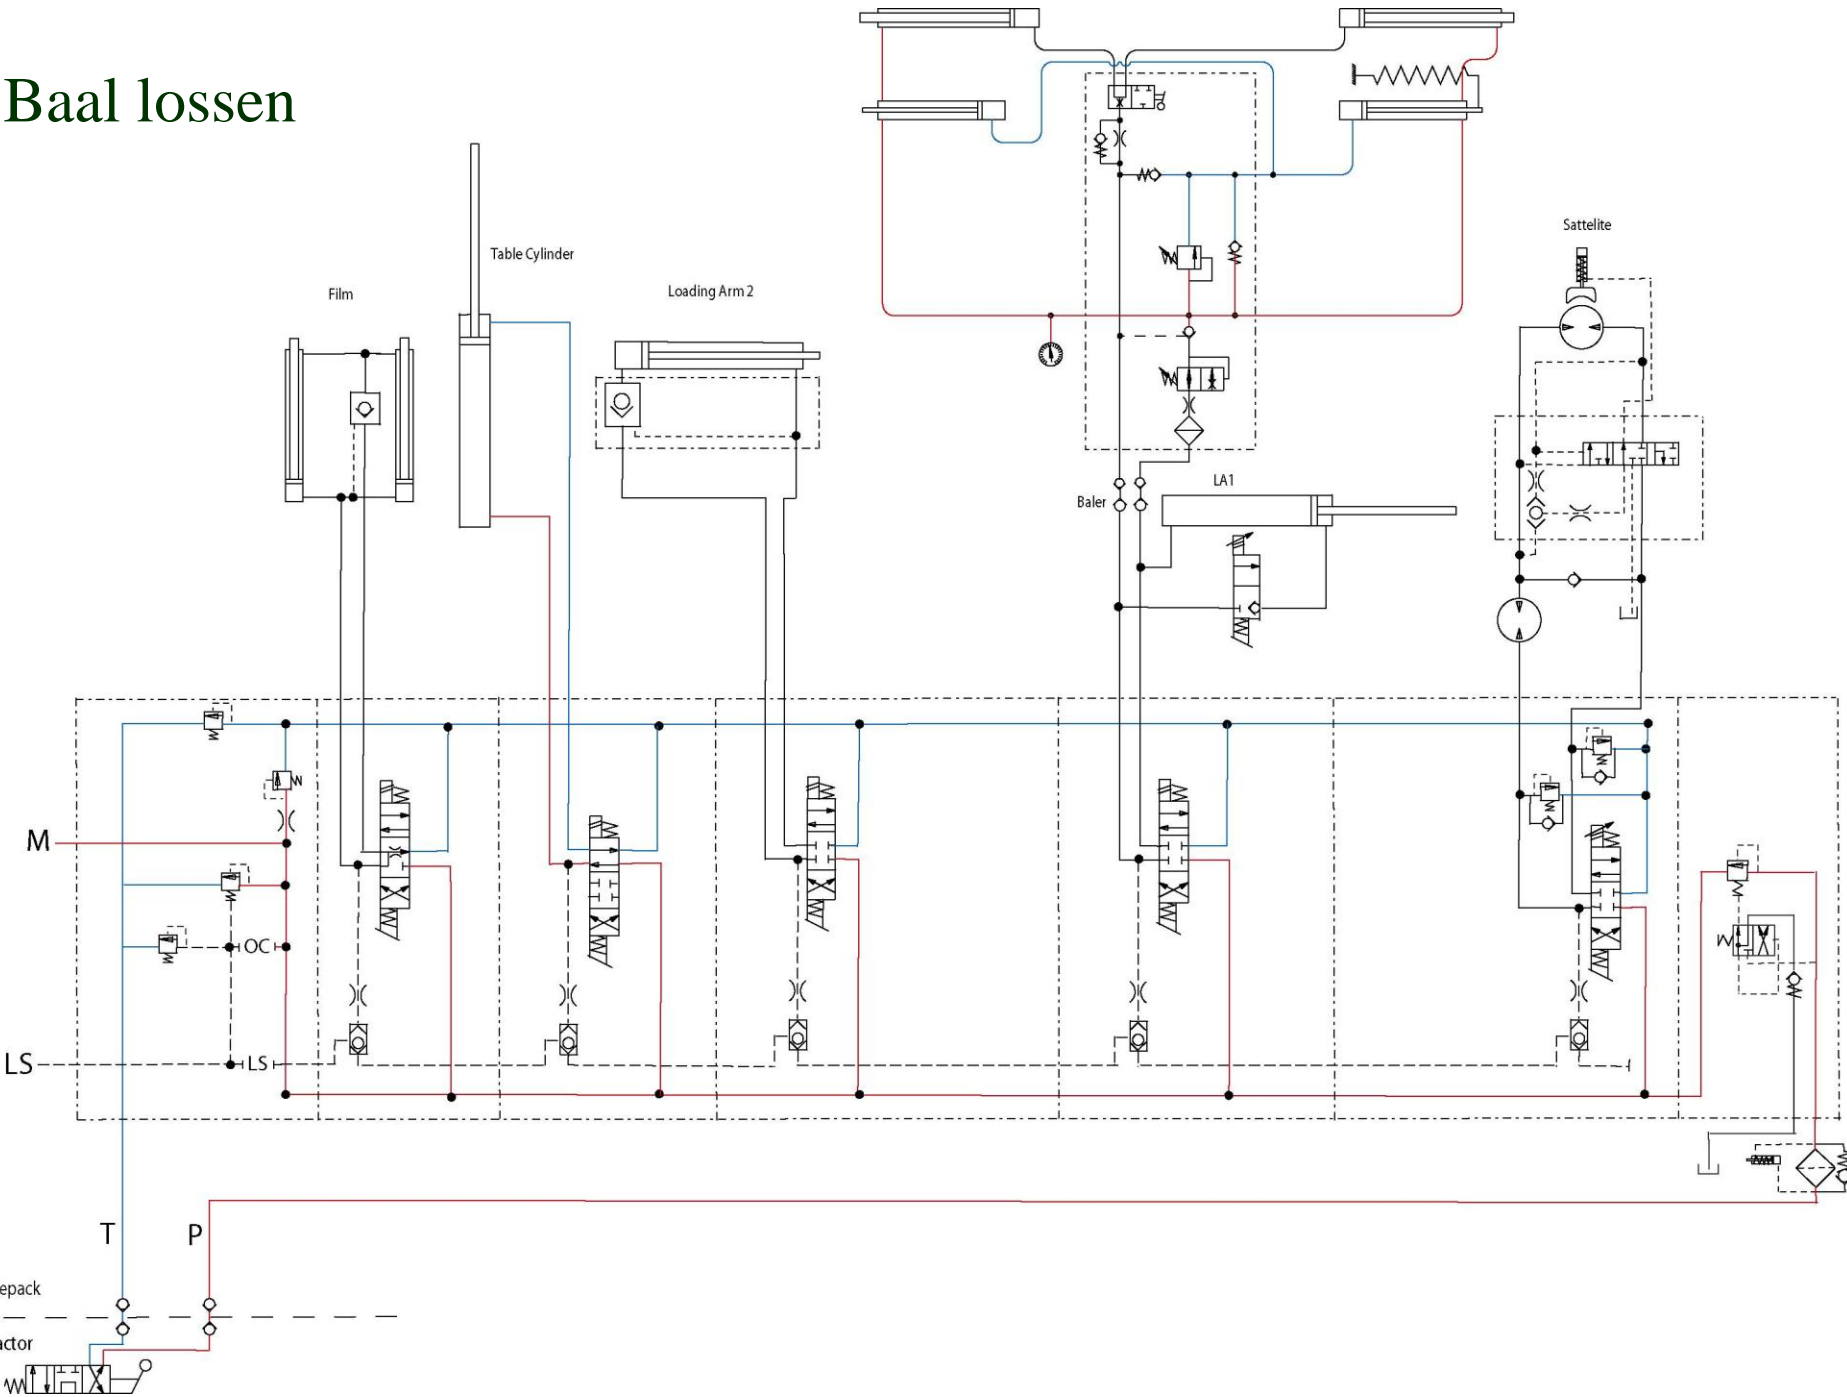 Baal lossen
Sattelite
Table Cylinder
Film
Loading Arm 2
LA1
Baler
M
OC
LS
LS
T
P
epack
actor